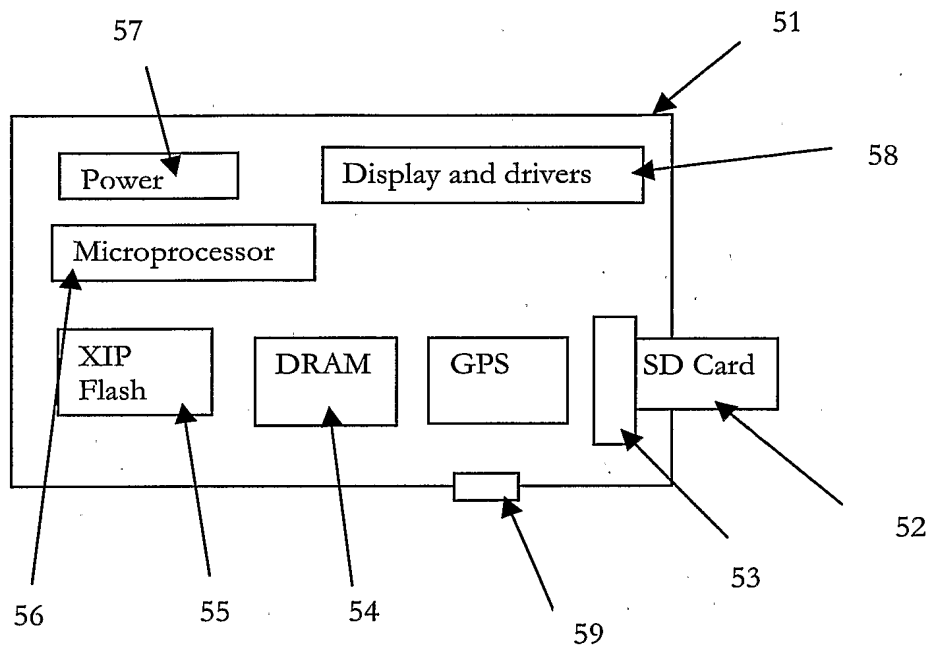 57
51
Power
Display and drivers
58
Microprocessor
XIP
Flash
DRAM
GPS
SD Card
52
53
56
55
54
59